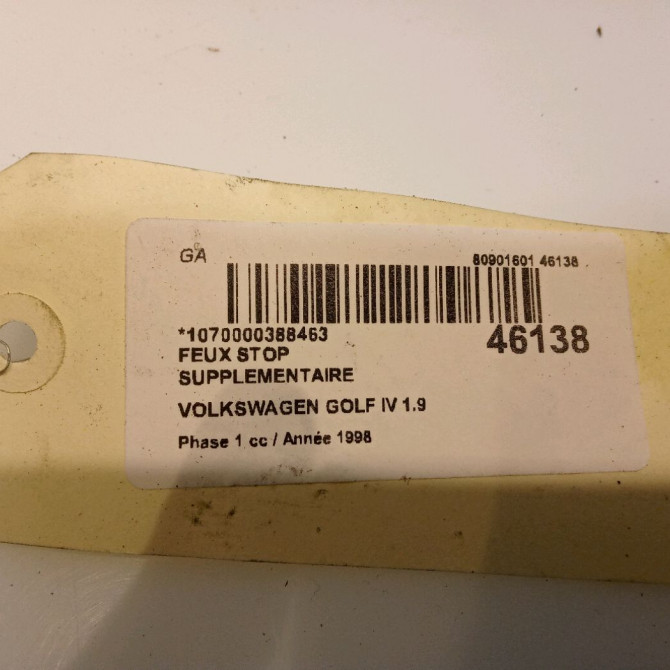 GA
80901601 46138
*1070000388463
46138
FEUX STOP
SUPPLEMENTAIRE
VOLKSWAGEN GOLF IV 1.9
Phase 1 cc / Année 1998